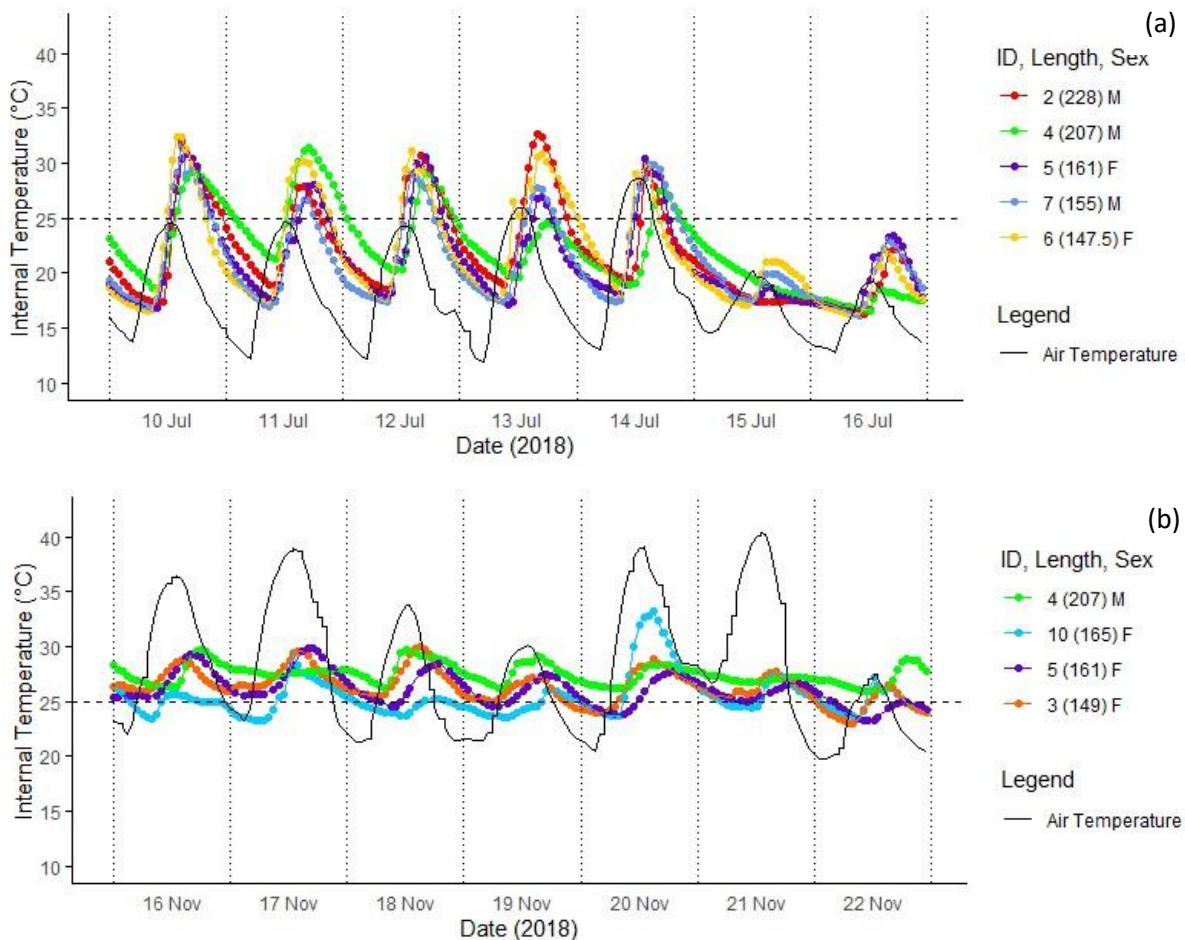 (a)
Internal Temperature (°C)
40
35
30
25
20
15
10
10 Jul 11 Jul 12 Jul 13 Jul 14 Jul 15 Jul 16 Jul
Date (2018)
ID, Length, Sex
2 (228) M
4 (207) M
5 (161) F
7 (155) M
6 (147.5) F
Legend
Air Temperature
(b)
Internal Temperature (°C)
40
35
30
25
20
15
10
16 Nov 17 Nov 18 Nov 19 Nov 20 Nov 21 Nov 22 Nov
Date (2018)
ID, Length, Sex
4 (207) M
10 (165) F
5 (161) F
3 (149) F
Legend
Air Temperature